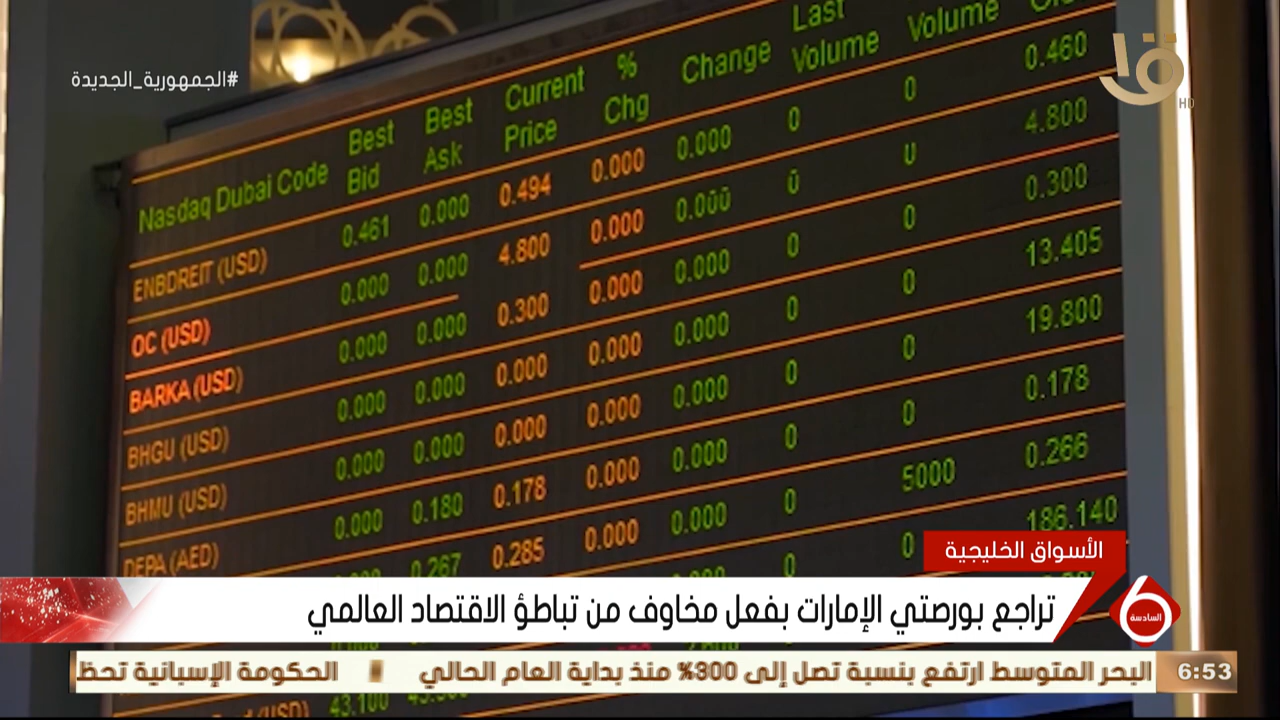 #الجمهورية_الجديدة
HD
Nasdaq Dubai Code Best Bid Best Ask Current Price % Chg Change Last Volume Volume
ENBDREIT (USD) 0.461 0.000 0.494 0.000 0.000 0 0 0.460
OC (USD) 0.000 0.000 4.800 0.000 0.000 0 0 4.800
BARKA (USD) 0.000 0.000 0.300 0.000 0.000 0 0 0.300
BHGU (USD) 0.000 0.000 0.000 0.000 0.000 0 0 13.405
BHMU (USD) 0.000 0.000 0.000 0.000 0.000 0 0 19.800
DEPA (AED) 0.000 0.180 0.178 0.000 0.000 0 0 0.178
0.267 0.285 0.000 0.000 0 5000 0.266
0 0 186.140
الأسواق الخليجية
تراجع بورصتي الإمارات بفعل مخاوف من تباطؤ الاقتصاد العالمي
السادسة
6:53 البحر المتوسط ارتفع بنسبة تصل إلى 300% منذ بداية العام الحالي الحكومة الإسبانية تحظ
43.100